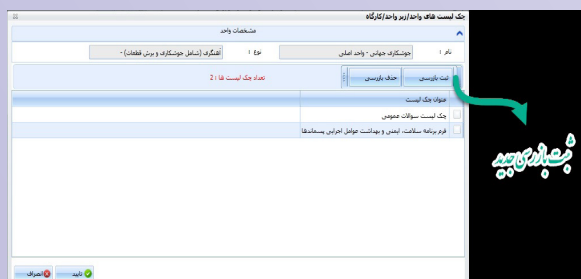 چک لیست های واحد/زیر واحد/کارگاه
مشخصات واحد
نام : جوشکاری جهانی - واحد اصلی نوع : آهنگری (شامل جوشکاری و برش قطعات) -
ثبت بازرسی حذف بازرسی تعداد چک لیست ها : 2
عنوان چک لیست
چک لیست سوالات عمومی
فرم برنامه سلامت، ایمنی و بهداشت عوامل اجرایی پسماندها
ثبت بازرسی جدید
تایید انصراف